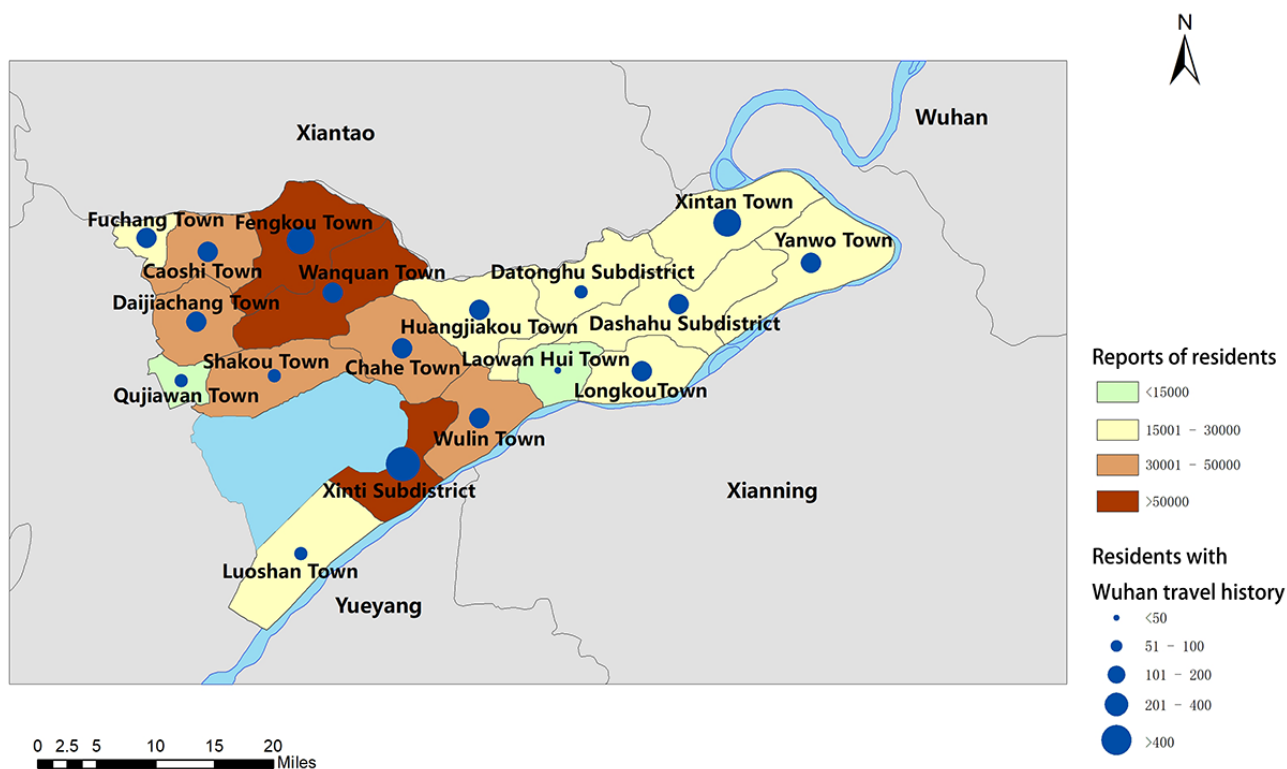 N
Wuhan
Xiantao
Xintan Town
Fuchang Town
Fengkou Town
Yanwo Town
Caoshi Town
Wanquan Town
Datonghu Subdistrict
Daijiachang Town
Huangjiakou Town
Dashahu Subdistrict
Shakou Town
Chahe Town
Laowan Hui Town
Qujiawan Town
LongkouTown
Wulin Town
Xinti Subdistrict
Xianning
Luoshan Town
Yueyang
Reports of residents
<15000
15001 - 30000
30001 - 50000
>50000
Residents with
Wuhan travel history
<50
51 - 100
101 - 200
201 - 400
>400
0 2.5 5 10 15 20
Miles